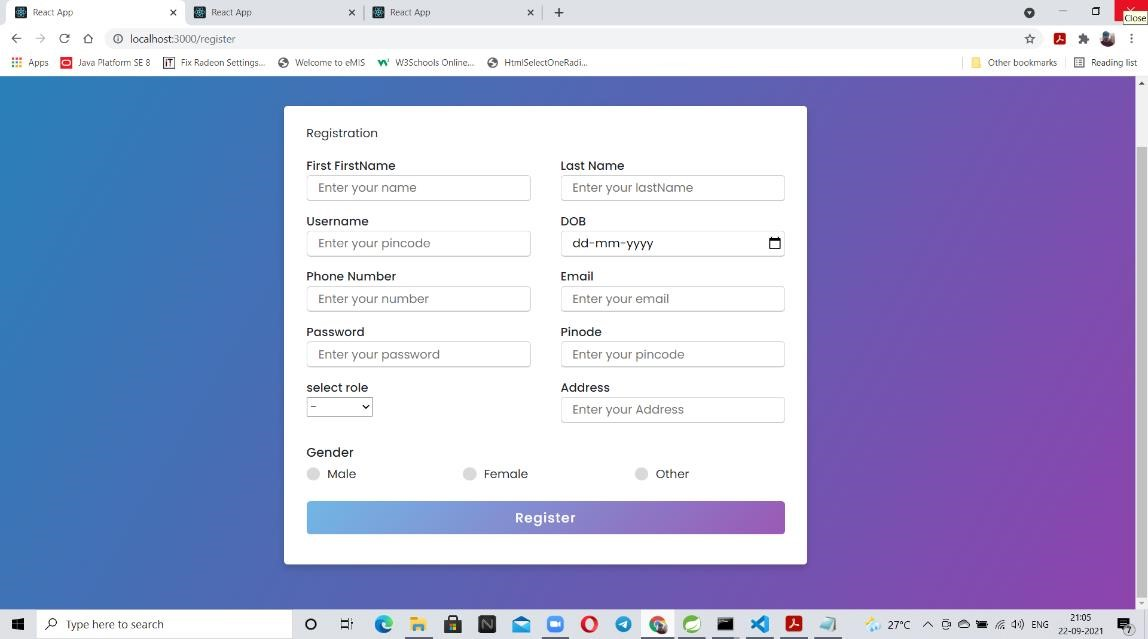 React App
React App
React App
Close
localhost:3000/register
Apps
Java Platform SE 8
Fix Radeon Settings...
Welcome to eMIS
W3Schools Online...
HtmlSelectOneRadi...
Other bookmarks
Reading list
Registration
First FirstName
Last Name
Enter your name
Enter your lastName
Username
DOB
Enter your pincode
dd-mm-yyyy
Phone Number
Email
Enter your number
Enter your email
Password
Pinode
Enter your password
Enter your pincode
select role
Address
-
Enter your Address
Gender
Male
Female
Other
Register
Type here to search
27°C
ENG
21:05
22-09-2021